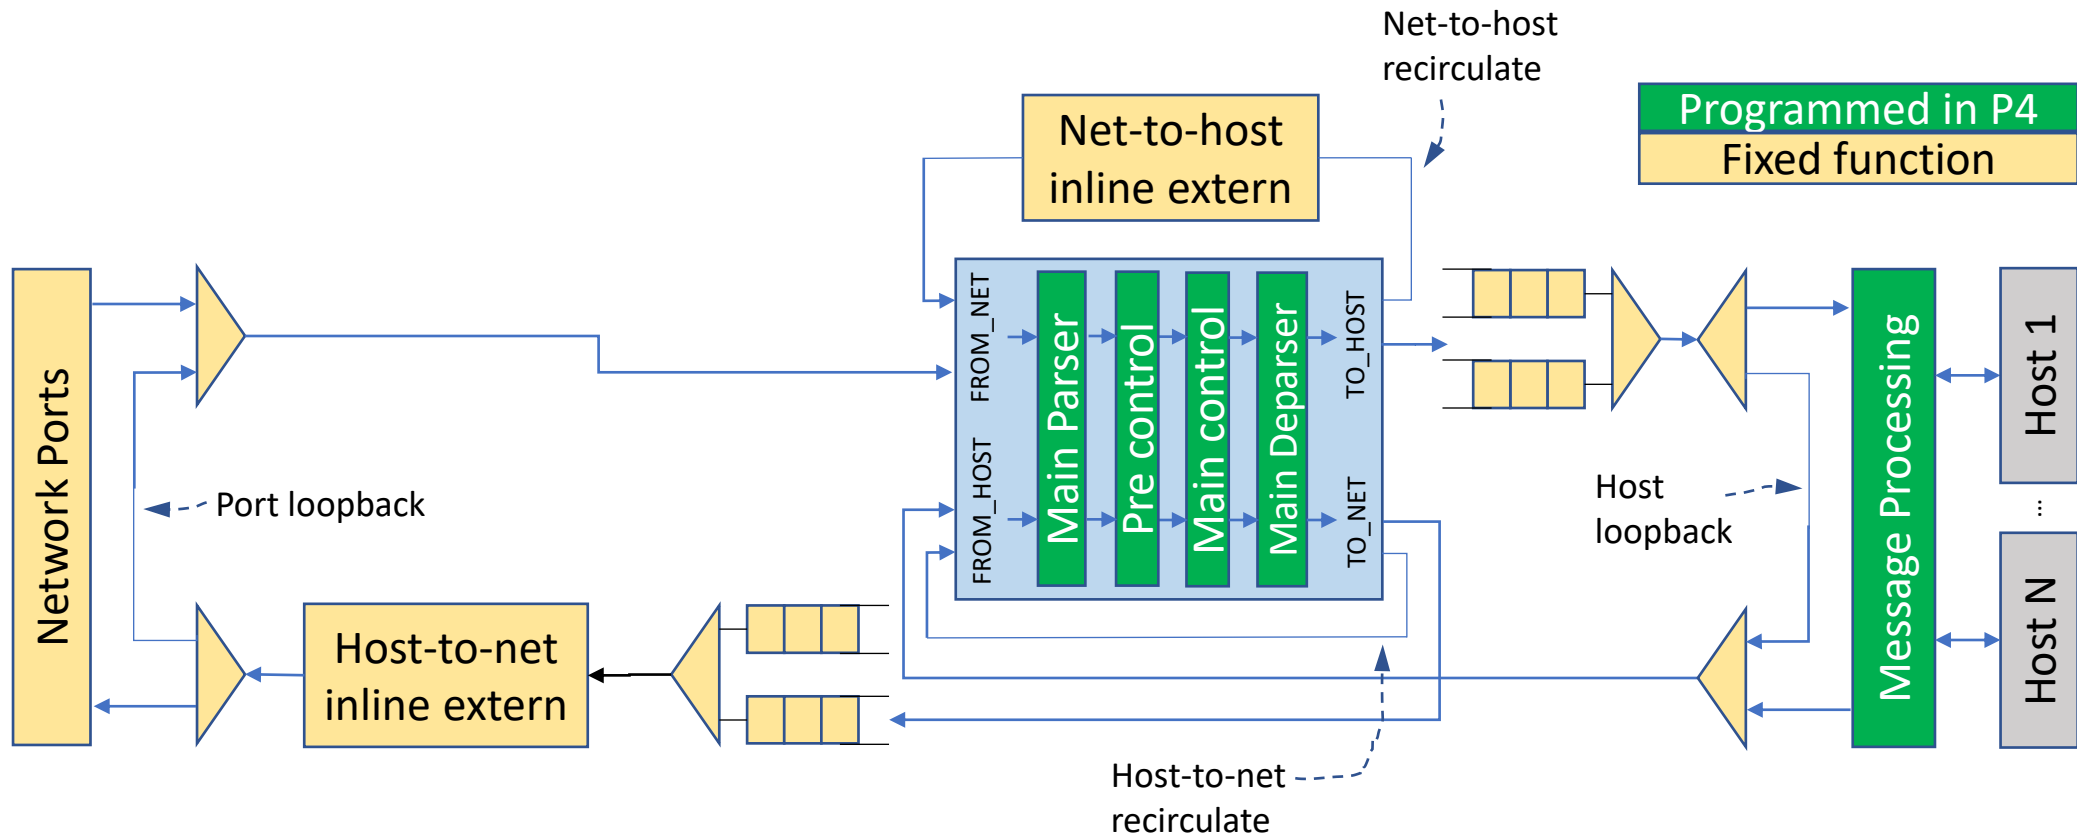 Net-to-host
recirculate
Programmed in P4
Fixed function
Net-to-host
inline extern
Network Ports
Port loopback
FROM_NET
FROM_HOST
Main Parser
Pre control
Main control
Main Deparser
TO_HOST
TO_NET
Host
loopback
Message Processing
Host 1
...
Host N
Host-to-net
inline extern
Host-to-net
recirculate